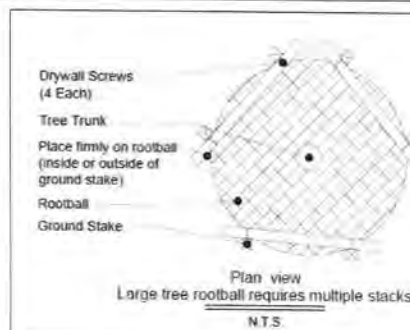 Drywall Screws
(4 Each)
Tree Trunk
Place firmly on rootball
(inside or outside of
ground stake)
Rootball
Ground Stake
Plan view
Large tree rootball requires multiple stacks
N.T.S.